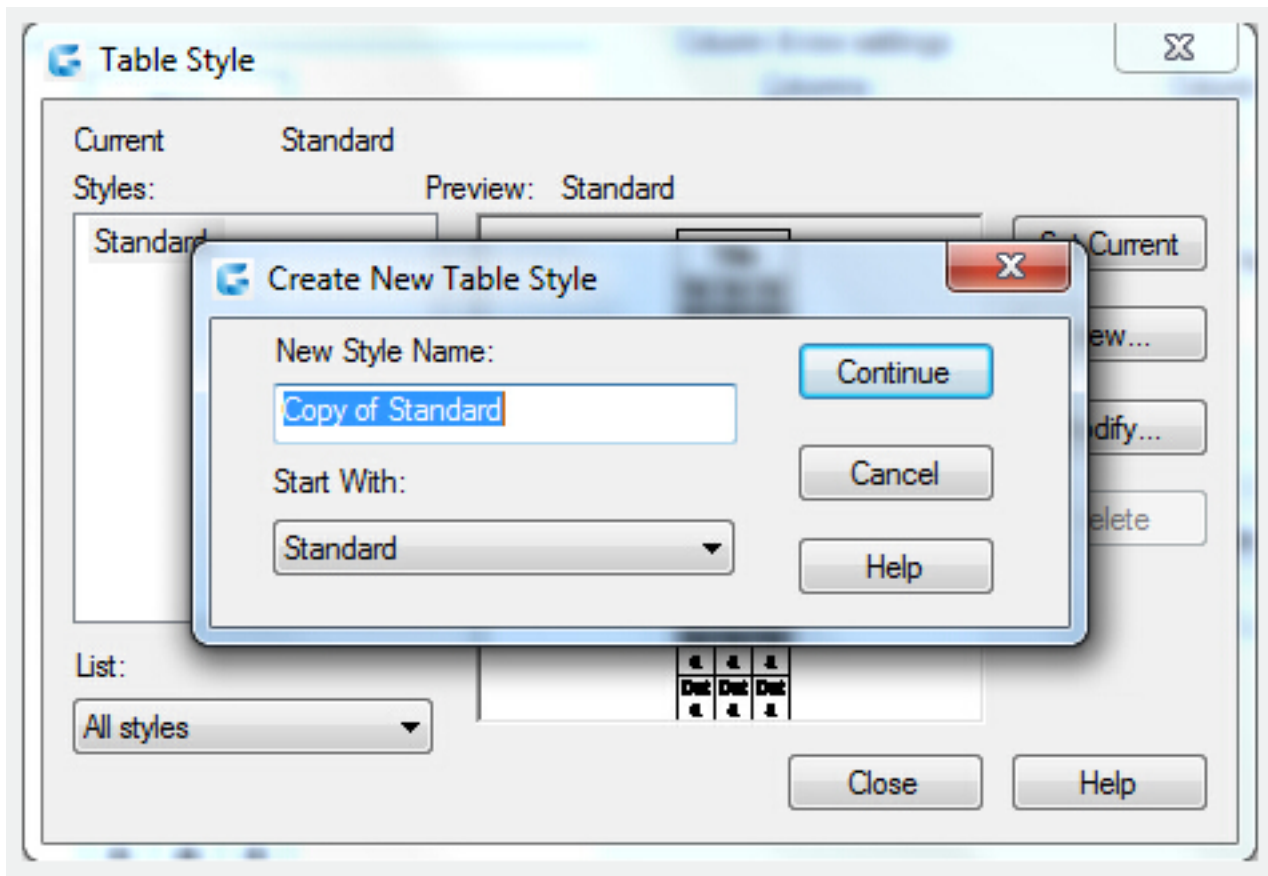 Table Style
Current Standard
Styles: Preview: Standard
Standard
Current
Create New Table Style
New Style Name:
Continue
Copy of Standard
Start With:
Cancel
Standard
Help
List:
All styles
Close Help